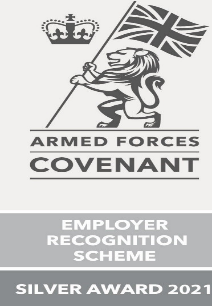 ARMED FORCES
COVENANT
EMPLOYER
RECOGNITION
SCHEME
SILVER AWARD 2021